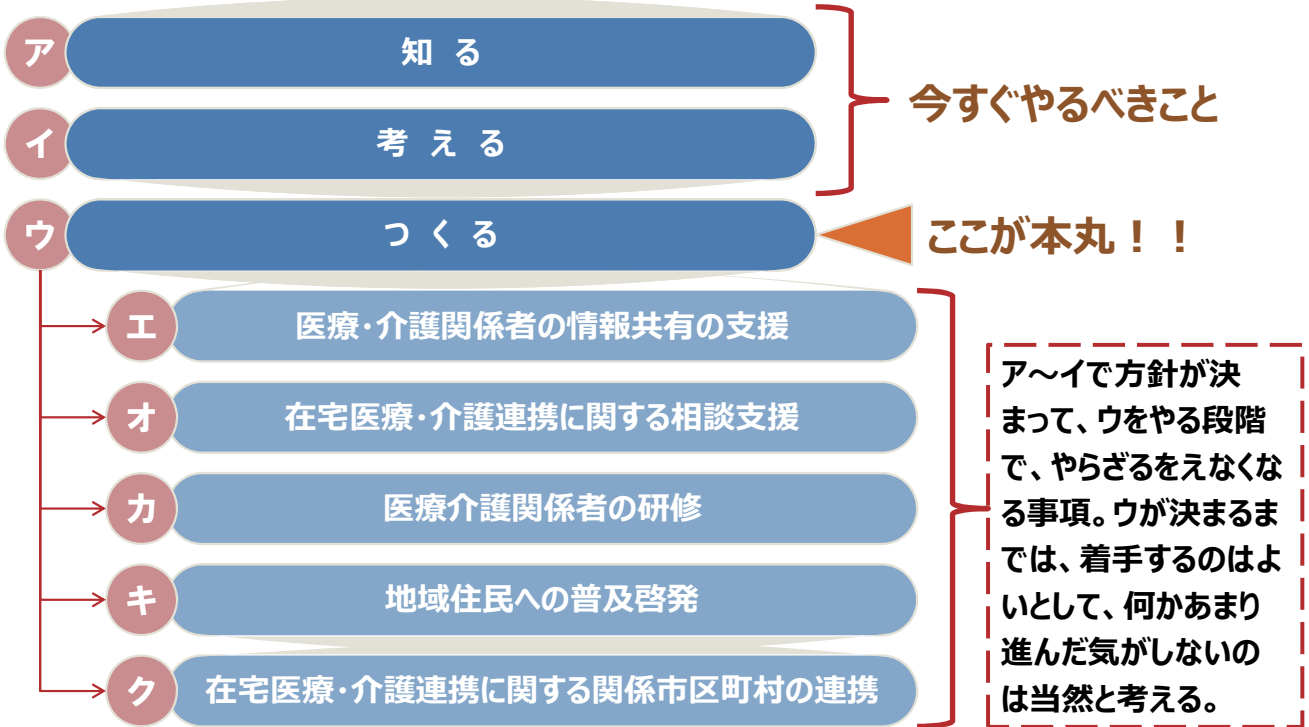 ア 知 る
イ 考 え る
今すぐやるべきこと
ウ つ く る
ここが本丸！！
エ 医療・介護関係者の情報共有の支援
オ 在宅医療・介護連携に関する相談支援
カ 医療介護関係者の研修
キ 地域住民への普及啓発
ク 在宅医療・介護連携に関する関係市区町村の連携
ア～イで方針が決
まって、ウをやる段階
で、やらざるをえなくな
る事項。ウが決まるま
では、着手するのはよ
いとして、何かあまり
進んだ気がしないの
は当然と考える。